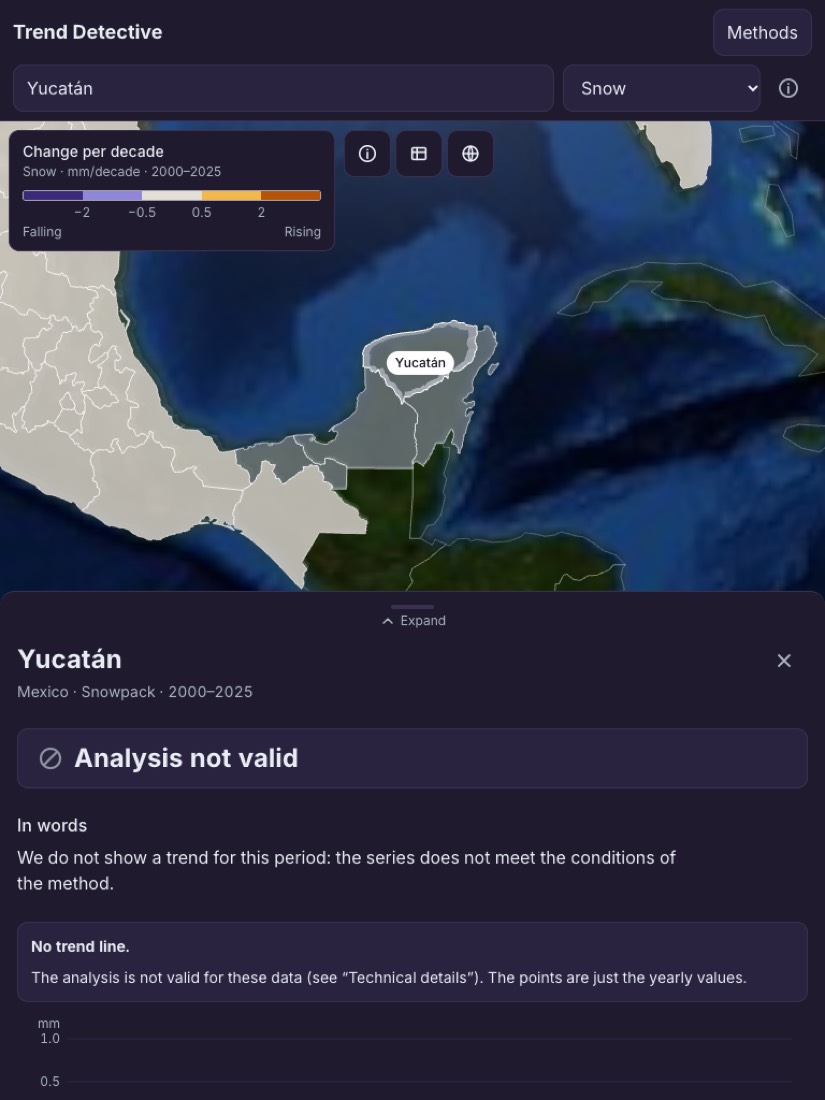 Trend Detective
Methods
Yucatán
Snow
Change per decade
Snow · mm/decade · 2000–2025
−2 −0.5 0.5 2
Falling Rising
Yucatán
Expand
Yucatán
Mexico · Snowpack · 2000–2025
Analysis not valid
In words
We do not show a trend for this period: the series does not meet the conditions of
the method.
No trend line.
The analysis is not valid for these data (see “Technical details”). The points are just the yearly values.
mm
1.0
0.5